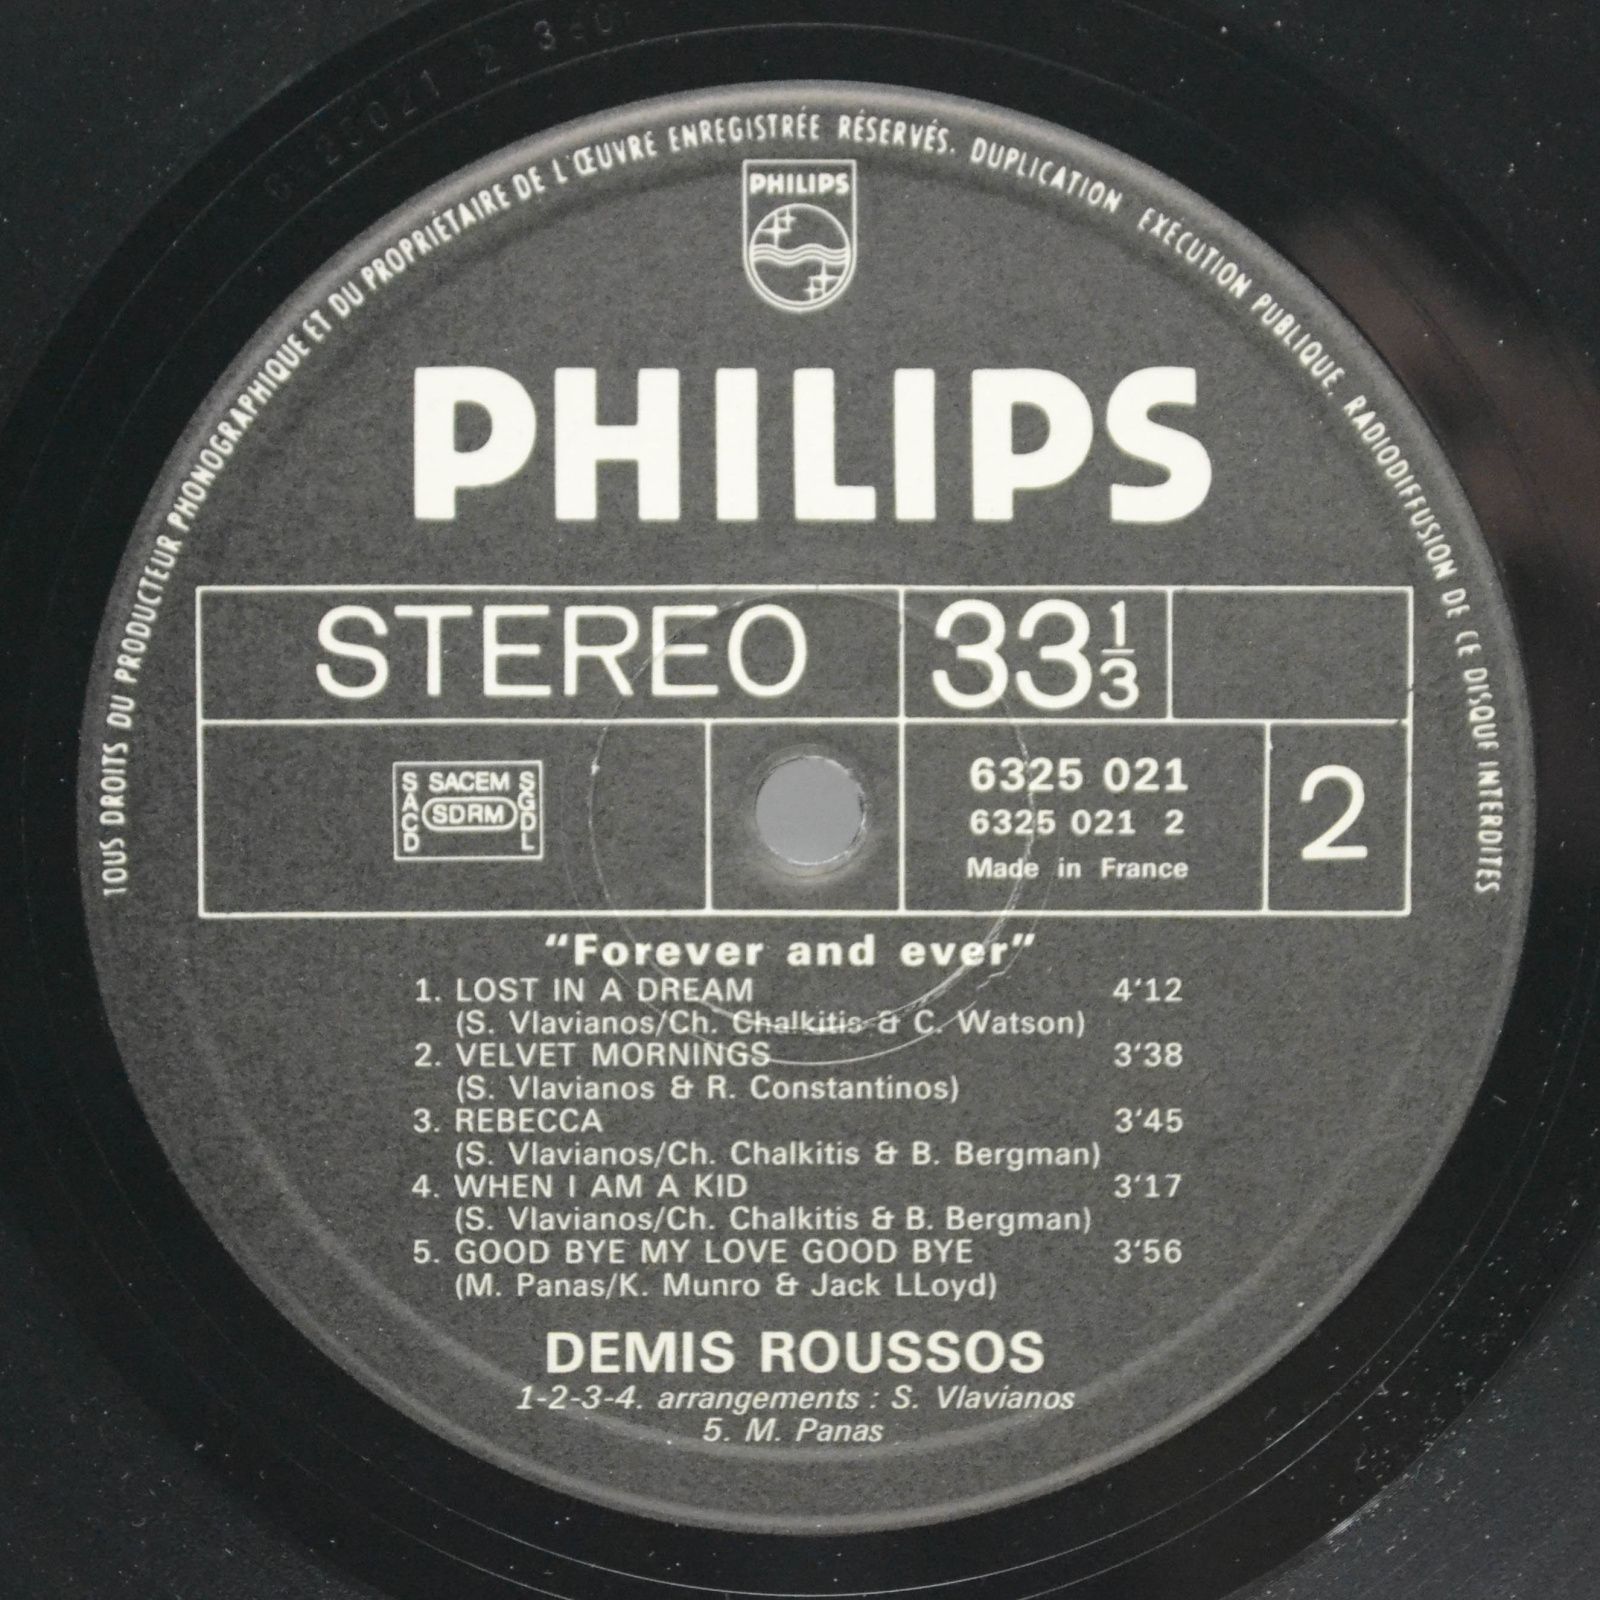 TOUS DROITS DU PRODUCTEUR PHONOGRAPHIQUE ET DU PROPRIÉTAIRE DE L'ŒUVRE ENREGISTRÉE RÉSERVÉS. DUPLICATION EXÉCUTION PUBLIQUE. RADIODIFFUSION DE CE DISQUE INTERDITES
PHILIPS
PHILIPS
STEREO
33 1/3
SACD
SACEM
SDRM
SGDL
6325 021
6325 021 2
Made in France
2
"Forever and ever"
1. LOST IN A DREAM 4'12
(S. Vlavianos/Ch. Chalkitis & C. Watson)
2. VELVET MORNINGS 3'38
(S. Vlavianos & R. Constantinos)
3. REBECCA 3'45
(S. Vlavianos/Ch. Chalkitis & B. Bergman)
4. WHEN I AM A KID 3'17
(S. Vlavianos/Ch. Chalkitis & B. Bergman)
5. GOOD BYE MY LOVE GOOD BYE 3'56
(M. Panas/K. Munro & Jack LLoyd)
DEMIS ROUSSOS
1-2-3-4. arrangements : S. Vlavianos
5. M. Panas